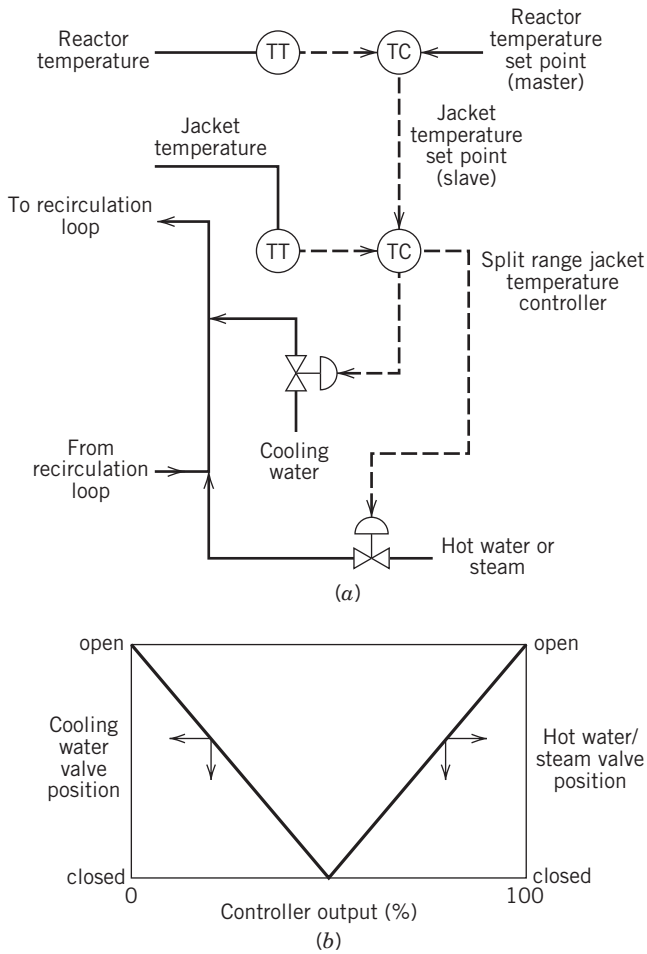 Reactor
temperature
TT
TC
Reactor
temperature
set point
(master)
Jacket
temperature
Jacket
temperature
set point
(slave)
To recirculation
loop
TT
TC
Split range jacket
temperature
controller
Cooling
water
From
recirculation
loop
Hot water or
steam
(a)
open
open
Cooling
water
valve
position
Hot water/
steam valve
position
closed
closed
0
100
Controller output (%)
(b)